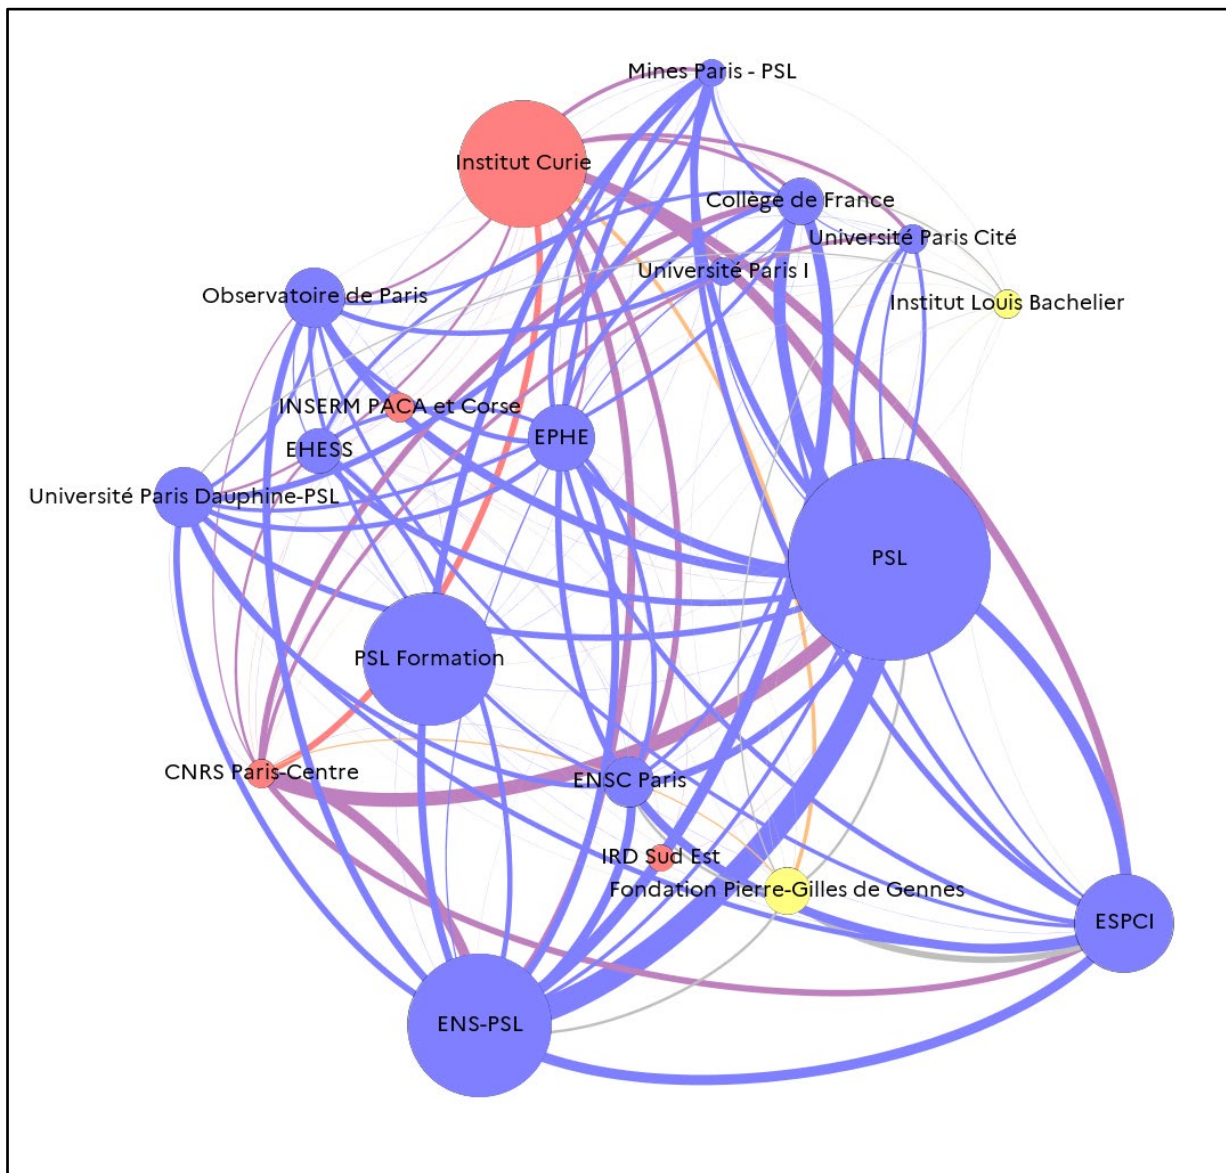 Mines Paris - PSL
Institut Curie
Collège de France
Université Paris Cité
Université Paris I
Observatoire de Paris
Institut Louis Bachelier
INSERM PACA et Corse
EPHE
EHESS
Université Paris Dauphine-PSL
PSL
PSL Formation
CNRS Paris-Centre
ENSC Paris
IRD Sud Est
Fondation Pierre-Gilles de Gennes
ESPCI
ENS-PSL